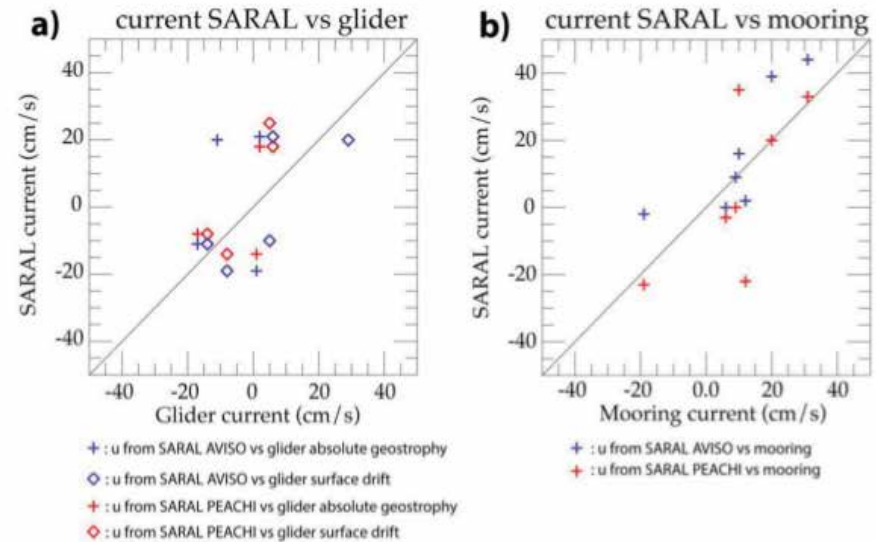 a) current SARAL vs glider
SARAL current (cm/s)
40
20
0
-20
-40
-40 -20 0 20 40
Glider current (cm/s)
+ : u from SARAL AVISO vs glider absolute geostrophy
◇ : u from SARAL AVISO vs glider surface drift
+ : u from SARAL PEACHI vs glider absolute geostrophy
◇ : u from SARAL PEACHI vs glider surface drift
b) current SARAL vs mooring
SARAL current (cm/s)
40
20
0
-20
-40
-40 -20 0.0 20 40
Mooring current (cm/s)
+ : u from SARAL AVISO vs mooring
+ : u from SARAL PEACHI vs mooring